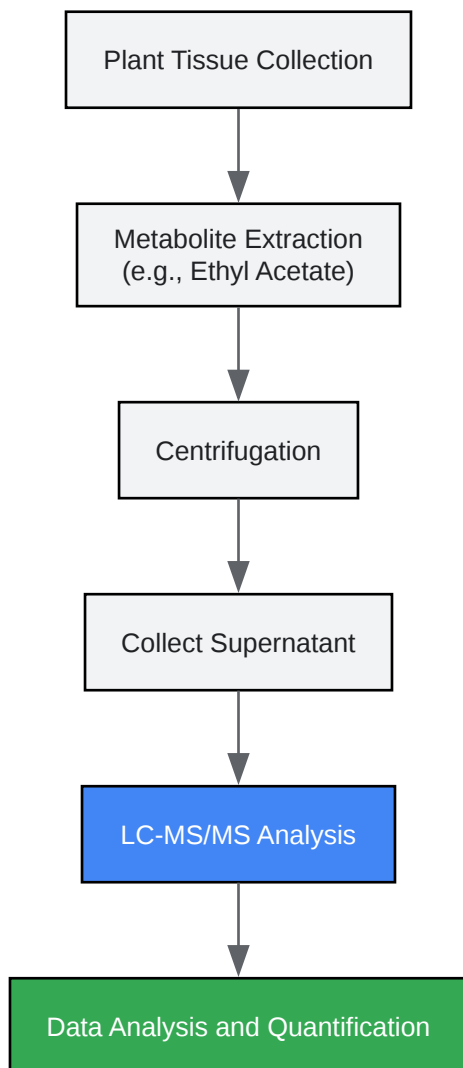 Plant Tissue Collection
Metabolite Extraction
(e.g., Ethyl Acetate)
Centrifugation
Collect Supernatant
LC-MS/MS Analysis
Data Analysis and Quantification